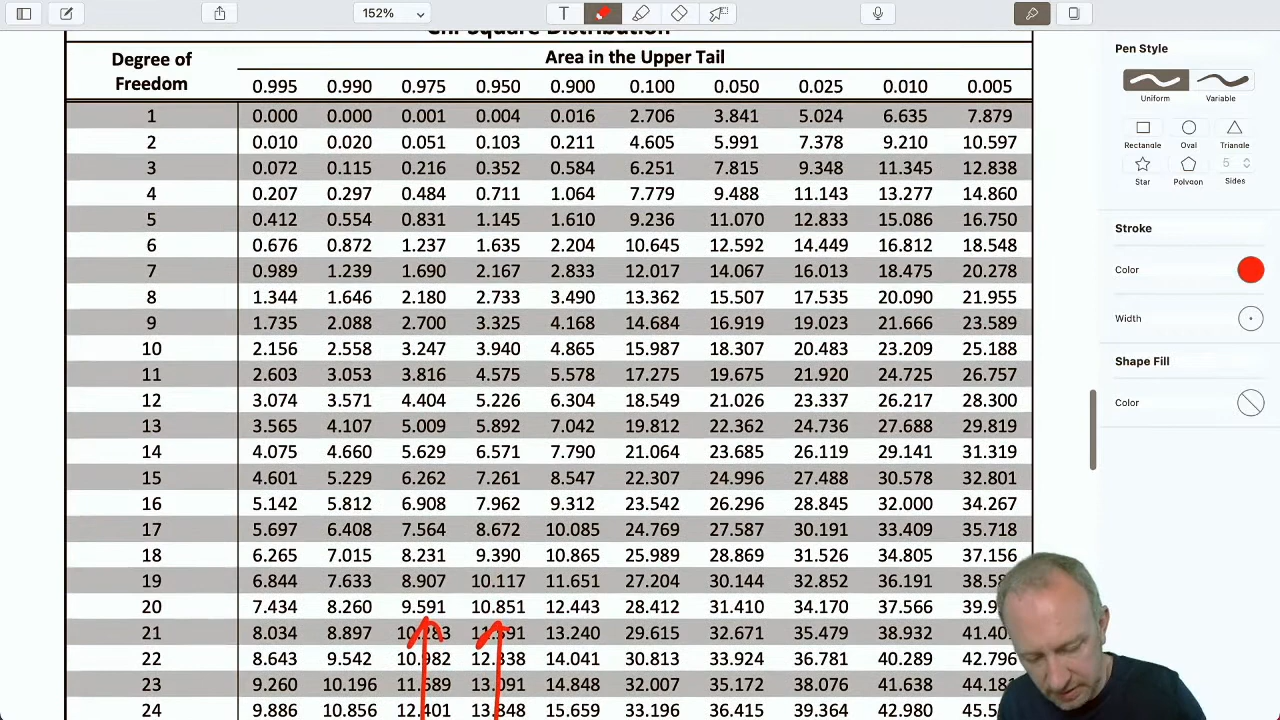 152%
T
Chi-Square Distribution
Degree of Freedom
Area in the Upper Tail
0.995 0.990 0.975 0.950 0.900 0.100 0.050 0.025 0.010 0.005
1 0.000 0.000 0.001 0.004 0.016 2.706 3.841 5.024 6.635 7.879
2 0.010 0.020 0.051 0.103 0.211 4.605 5.991 7.378 9.210 10.597
3 0.072 0.115 0.216 0.352 0.584 6.251 7.815 9.348 11.345 12.838
4 0.207 0.297 0.484 0.711 1.064 7.779 9.488 11.143 13.277 14.860
5 0.412 0.554 0.831 1.145 1.610 9.236 11.070 12.833 15.086 16.750
6 0.676 0.872 1.237 1.635 2.204 10.645 12.592 14.449 16.812 18.548
7 0.989 1.239 1.690 2.167 2.833 12.017 14.067 16.013 18.475 20.278
8 1.344 1.646 2.180 2.733 3.490 13.362 15.507 17.535 20.090 21.955
9 1.735 2.088 2.700 3.325 4.168 14.684 16.919 19.023 21.666 23.589
10 2.156 2.558 3.247 3.940 4.865 15.987 18.307 20.483 23.209 25.188
11 2.603 3.053 3.816 4.575 5.578 17.275 19.675 21.920 24.725 26.757
12 3.074 3.571 4.404 5.226 6.304 18.549 21.026 23.337 26.217 28.300
13 3.565 4.107 5.009 5.892 7.042 19.812 22.362 24.736 27.688 29.819
14 4.075 4.660 5.629 6.571 7.790 21.064 23.685 26.119 29.141 31.319
15 4.601 5.229 6.262 7.261 8.547 22.307 24.996 27.488 30.578 32.801
16 5.142 5.812 6.908 7.962 9.312 23.542 26.296 28.845 32.000 34.267
17 5.697 6.408 7.564 8.672 10.085 24.769 27.587 30.191 33.409 35.718
18 6.265 7.015 8.231 9.390 10.865 25.989 28.869 31.526 34.805 37.156
19 6.844 7.633 8.907 10.117 11.651 27.204 30.144 32.852 36.191
20 7.434 8.260 9.591 10.851 12.443 28.412 31.410 34.170 37.566
21 8.034 8.897 13.240 29.615 32.671 35.479 38.932
22 8.643 9.542 10.982 12.338 14.041 30.813 33.924 36.781 40.289 42.796
23 9.260 10.196 11.689 13.091 14.848 32.007 35.172 38.076 41.638
24 9.886 10.856 12.401 13.848 15.659 33.196 36.415 39.364 42.980
Pen Style
Uniform Variable
Rectangle Oval Triangle
5
Star Polygon Sides
Stroke
Color
Width
Shape Fill
Color